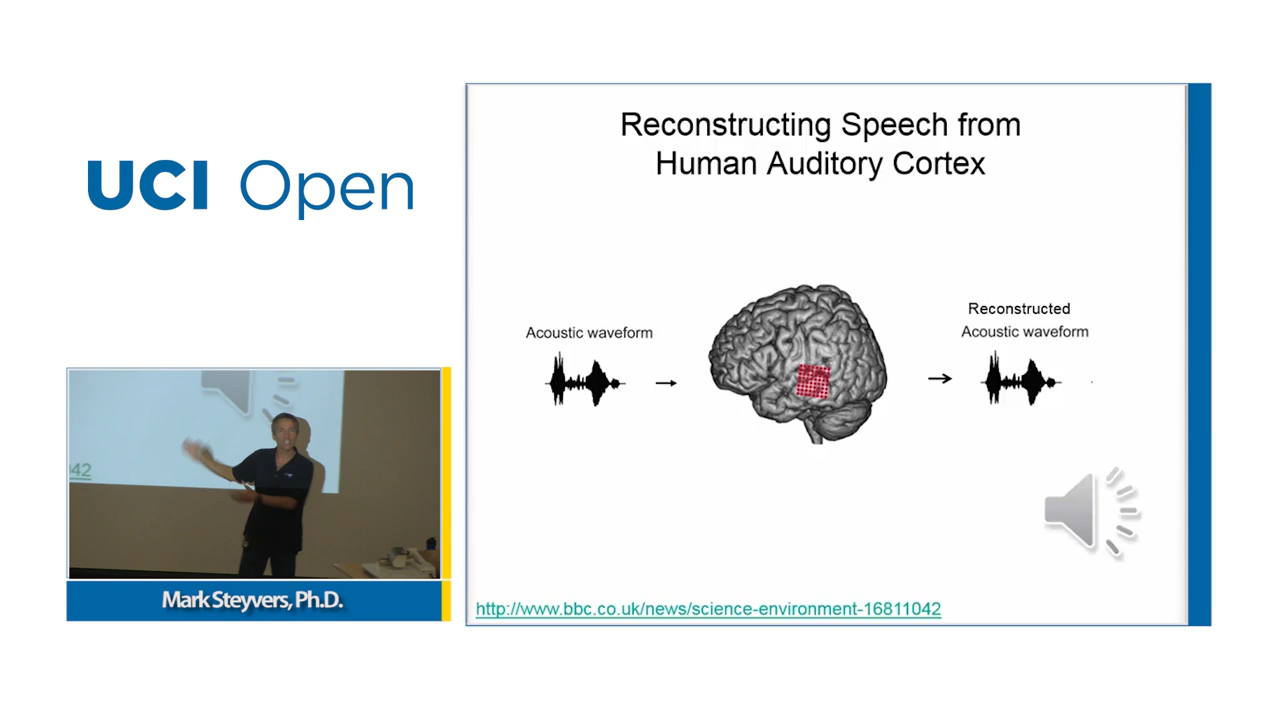 UCI Open
Reconstructing Speech from
Human Auditory Cortex
Acoustic waveform
Reconstructed
Acoustic waveform
42
Mark Steyvers, Ph.D.
http://www.bbc.co.uk/news/science-environment-16811042